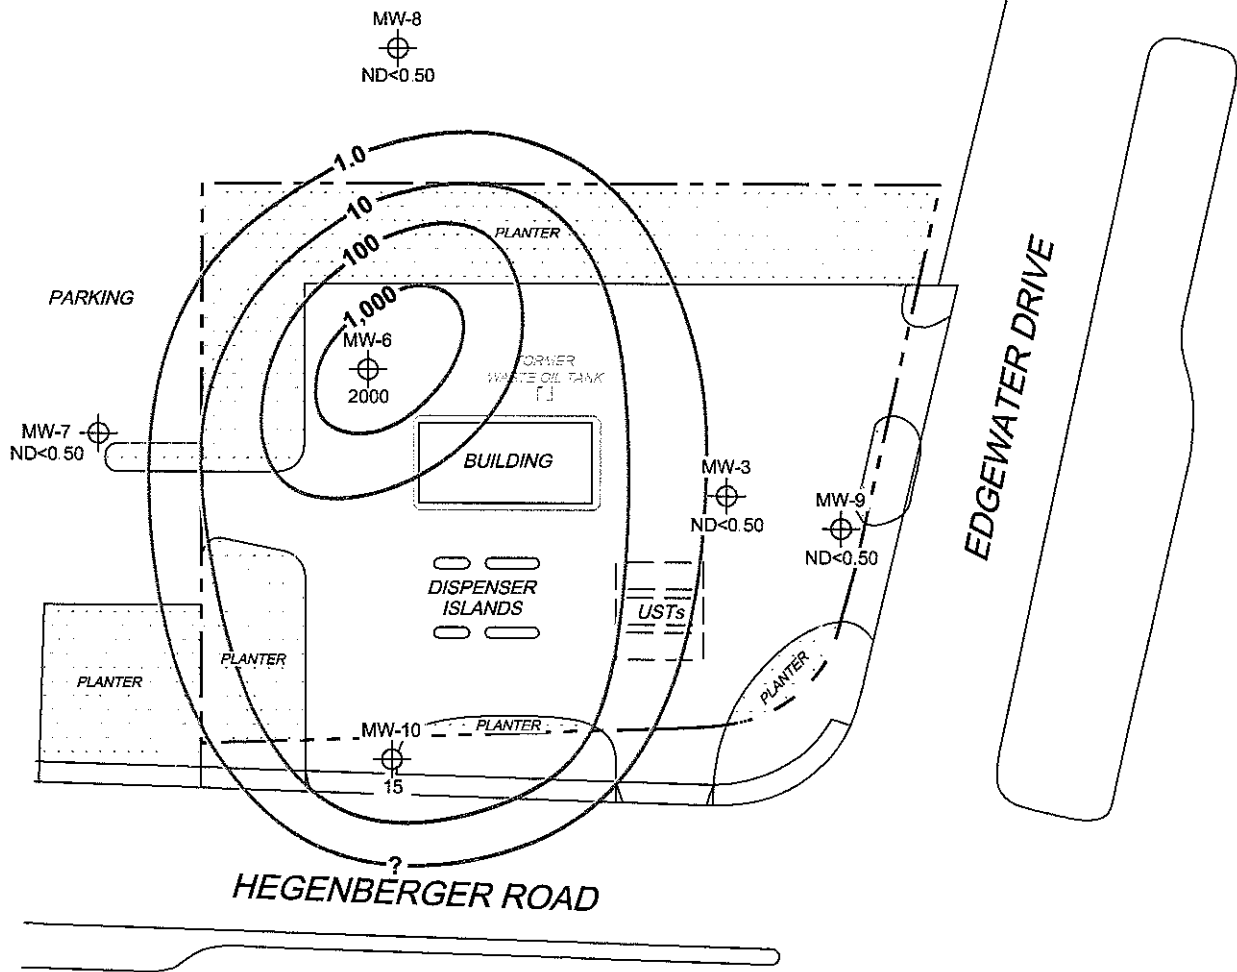 MW-8
ND<0.50
1.0
10
PLANTER
100
PARKING
1,000
MW-6
2000
FORMER
WASTE OIL TANK
EDGEWATER DRIVE
MW-7
ND<0.50
BUILDING
MW-3
ND<0.50
MW-9
ND<0.50
DISPENSER
ISLANDS
USTs
PLANTER
PLANTER
PLANTER
MW-10
15
PLANTER
?
HEGENBERGER ROAD